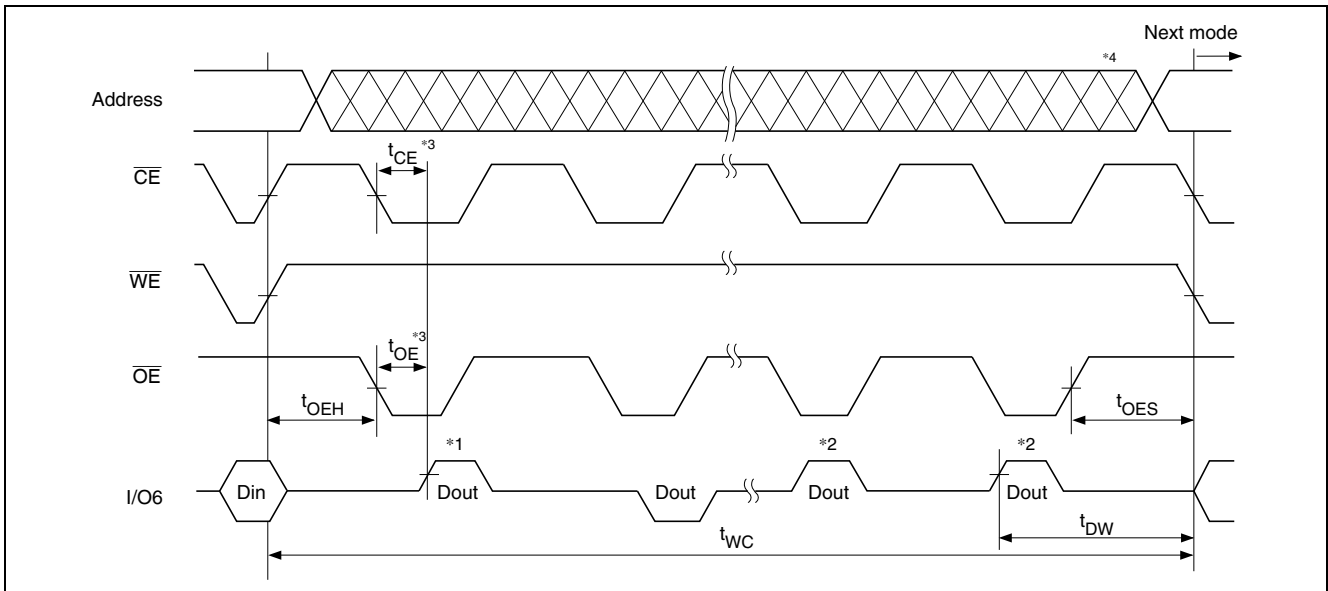 Next mode
*4
Address
tCE *3
CE
WE
tOE *3
OE
tOEH
tOES
*1
*2
*2
I/O6
Din
Dout
Dout
Dout
Dout
tDW
tWC